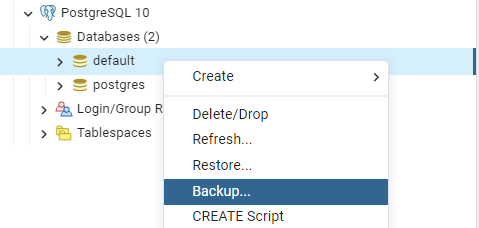 PostgreSQL 10
Databases (2)
default
postgres
Login/Group R
Tablespaces
Create
Delete/Drop
Refresh...
Restore...
Backup...
CREATE Script